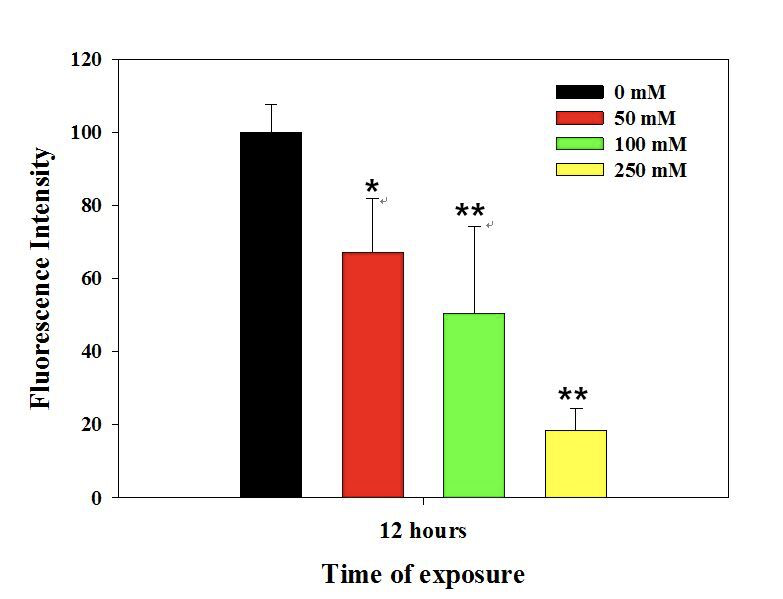 120
100
80
60
40
20
0
Fluorescence Intensity
0 mM
50 mM
100 mM
250 mM
*↵
**↵
**
12 hours
Time of exposure